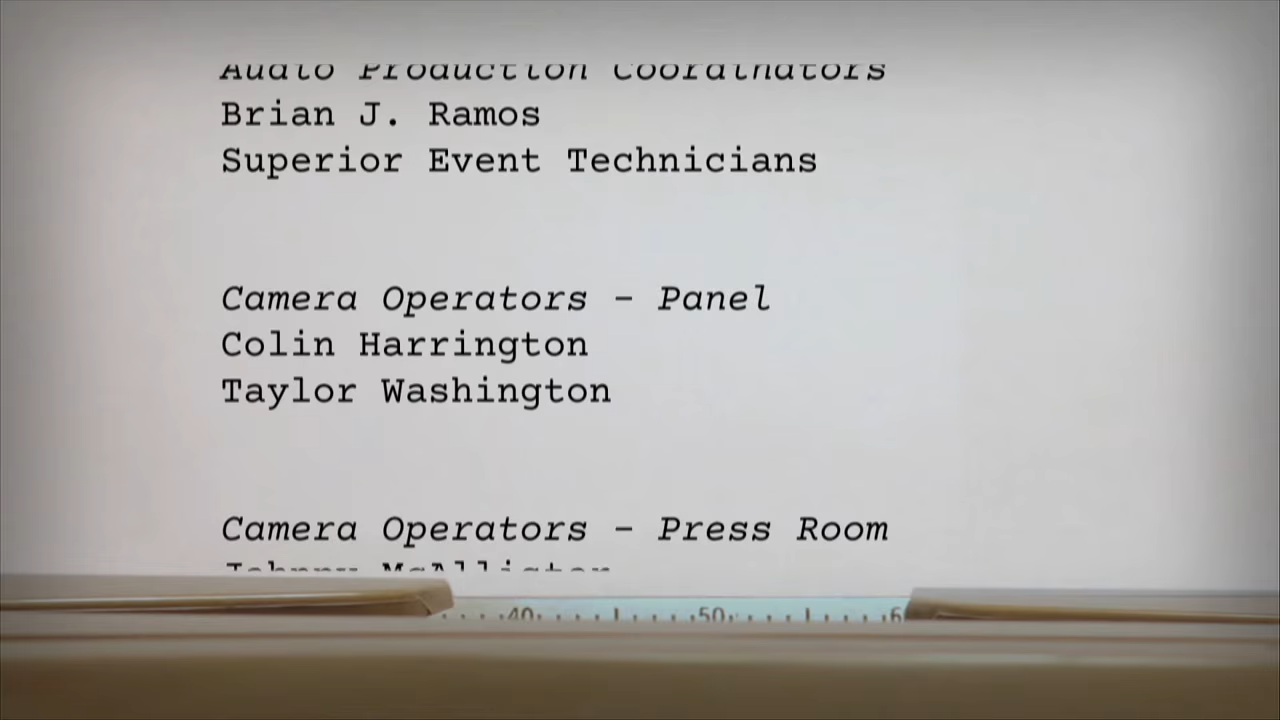 Audio Production Coordinators
Brian J. Ramos
Superior Event Technicians
Camera Operators - Panel
Colin Harrington
Taylor Washington
Camera Operators - Press Room
40 50 6